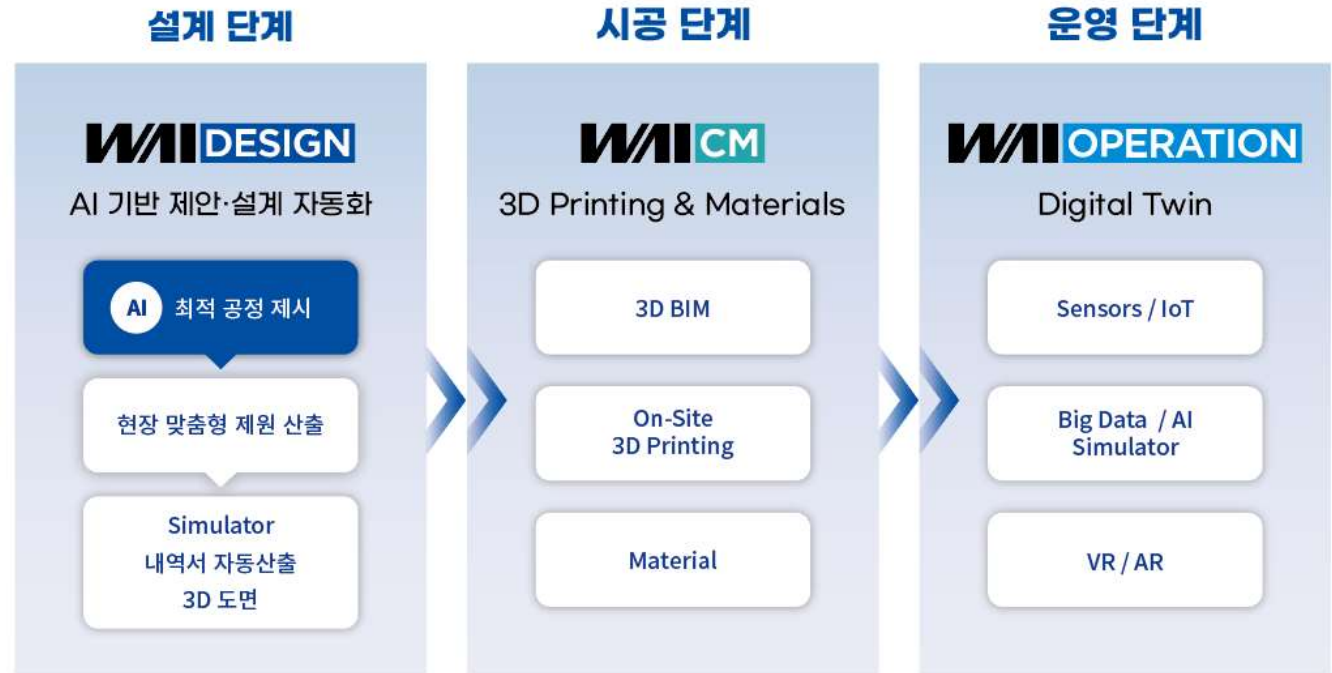 설계 단계
WAI DESIGN
AI 기반 제안·설계 자동화
AI 최적 공정 제시
현장 맞춤형 제원 산출
Simulator
내역서 자동산출
3D 도면
시공 단계
WAI CM
3D Printing & Materials
3D BIM
On-Site
3D Printing
Material
운영 단계
WAI OPERATION
Digital Twin
Sensors / IoT
Big Data / AI
Simulator
VR / AR